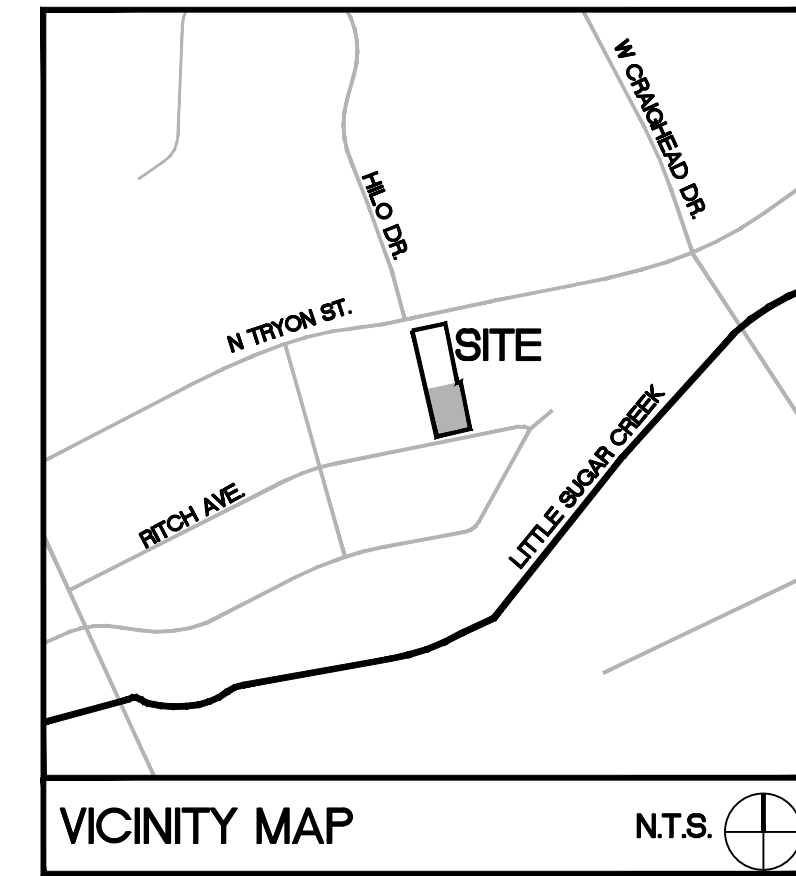 W CRAIGHEAD DR.
HILO DR.
N TRYON ST.
SITE
LITTLE SUGAR CREEK
RITCH AVE.
VICINITY MAP
N.T.S.